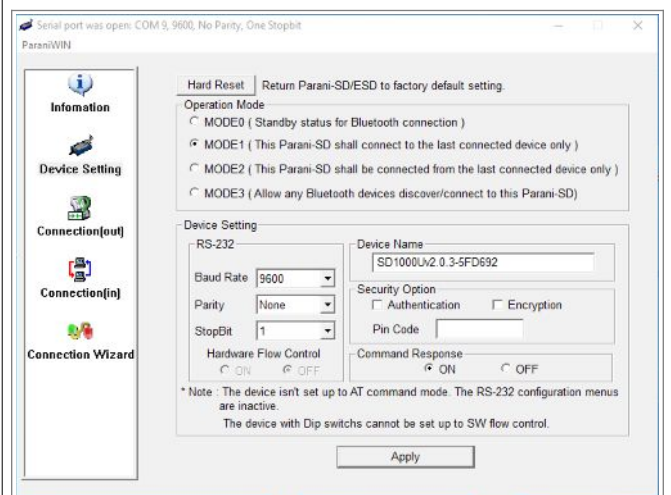 Serial port was open: COM 9, 9600, No Parity, One Stopbit
ParaniWIN
Infomation
Device Setting
Connection(out)
Connection(in)
Connection Wizard
Hard Reset Return Parani-SD/ESD to factory default setting.
Operation Mode
MODE0 ( Standby status for Bluetooth connection )
MODE1 ( This Parani-SD shall connect to the last connected device only )
MODE2 ( This Parani-SD shall be connected from the last connected device only )
MODE3 ( Allow any Bluetooth devices discover/connect to this Parani-SD)
Device Setting
RS-232
Baud Rate 9600
Parity None
StopBit 1
Hardware Flow Control
ON OFF
Device Name
SD1000Uv2.0.3-5FD692
Security Option
Authentication Encryption
Pin Code
Command Response
ON OFF
* Note : The device isn't set up to AT command mode. The RS-232 configuration menus
are inactive.
The device with Dip switchs cannot be set up to SW flow control.
Apply